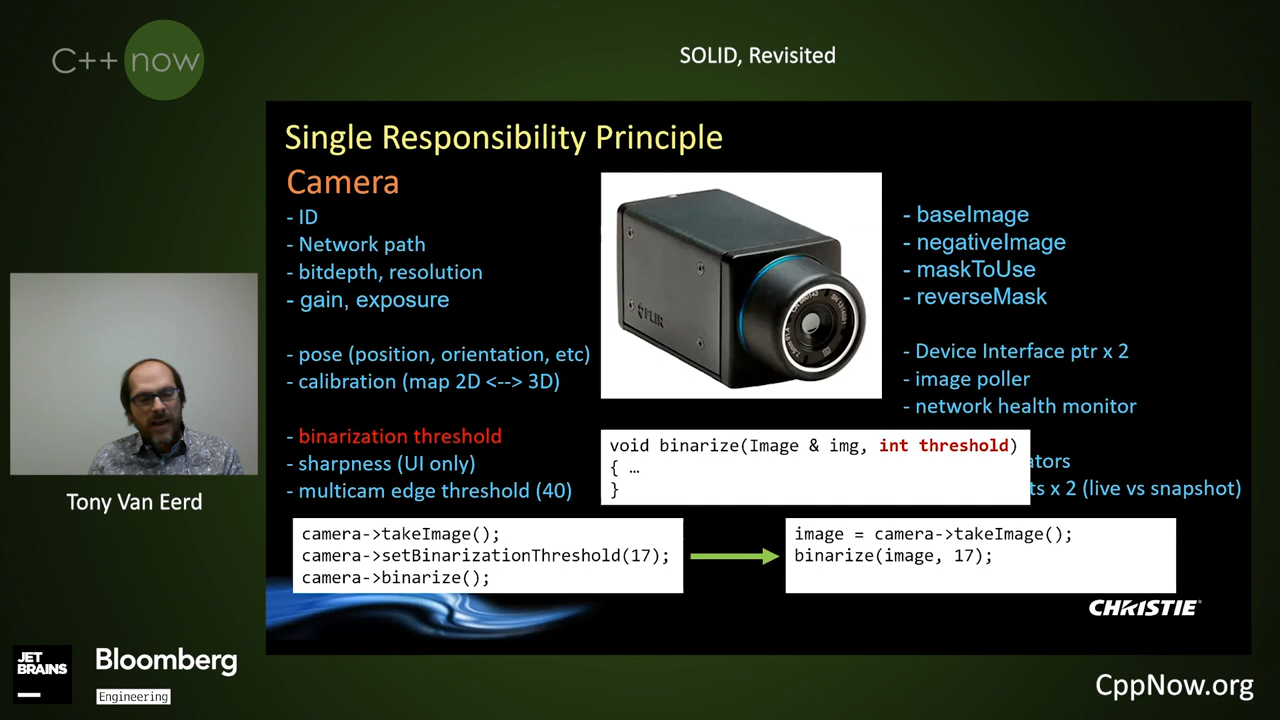 C++ now
SOLID, Revisited
Single Responsibility Principle
Camera
- ID
- Network path
- bitdepth, resolution
- gain, exposure
- pose (position, orientation, etc)
- calibration (map 2D <--> 3D)
- binarization threshold
- sharpness (UI only)
- multicam edge threshold (40)
FLIR
- baseImage
- negativeImage
- maskToUse
- reverseMask
- Device Interface ptr x 2
- image poller
- network health monitor
ators
ts x 2 (live vs snapshot)
void binarize(Image & img, int threshold)
{ …
}
camera->takeImage();
camera->setBinarizationThreshold(17);
camera->binarize();
image = camera->takeImage();
binarize(image, 17);
CHRISTIE
Tony Van Eerd
JET
BRAINS
Bloomberg
Engineering
CppNow.org